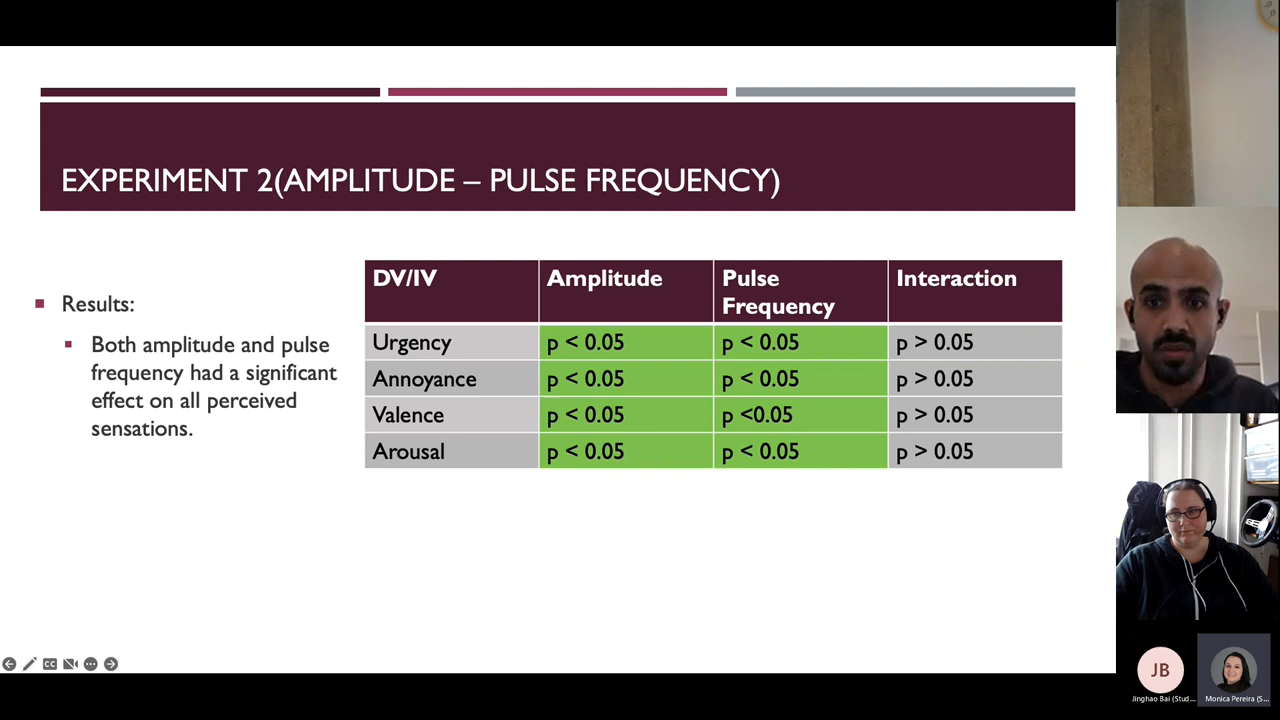 EXPERIMENT 2(AMPLITUDE – PULSE FREQUENCY)
Results:
Both amplitude and pulse
frequency had a significant
effect on all perceived
sensations.
DV/IV Amplitude Pulse Frequency Interaction
Urgency p < 0.05 p < 0.05 p > 0.05
Annoyance p < 0.05 p < 0.05 p > 0.05
Valence p < 0.05 p <0.05 p > 0.05
Arousal p < 0.05 p < 0.05 p > 0.05
CC
JB
Jinghao Bai (Stud...
Monica Pereira (S...